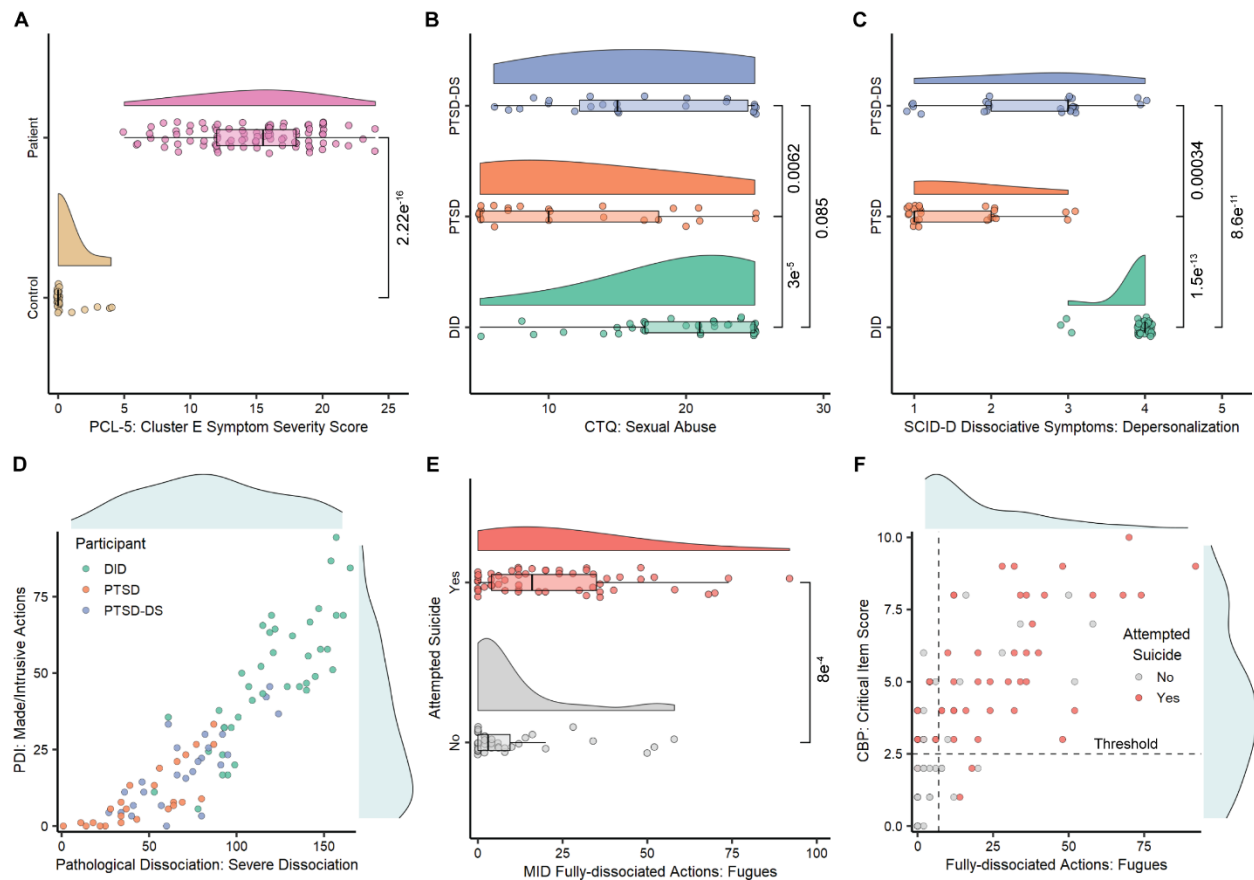 A
Patient
Control
2.22e-16
0
5
10
15
20
25
PCL-5: Cluster E Symptom Severity Score
B
PTSD-DS
PTSD
DID
0.0062
3e-5
0.085
10
20
30
CTQ: Sexual Abuse
C
PTSD-DS
PTSD
DID
0.00034
1.5e-13
8.6e-11
1
2
3
4
5
SCID-D Dissociative Symptoms: Depersonalization
D
Participant
DID
PTSD
PTSD-DS
PDI: Made/Intrusive Actions
75
50
25
0
0
50
100
150
Pathological Dissociation: Severe Dissociation
E
Attempted Suicide
Yes
No
8e-4
0
25
50
75
100
MID Fully-dissociated Actions: Fugues
F
CBP: Critical Item Score
10.0
7.5
5.0
2.5
0.0
Attempted
Suicide
No
Yes
Threshold
0
25
50
75
Fully-dissociated Actions: Fugues